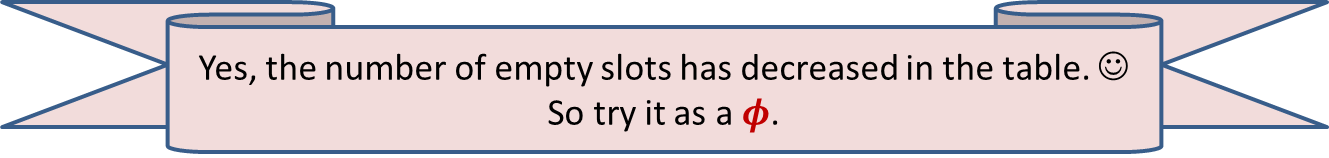 Yes, the number of empty slots has decreased in the table. ☺
So try it as a ϕ.